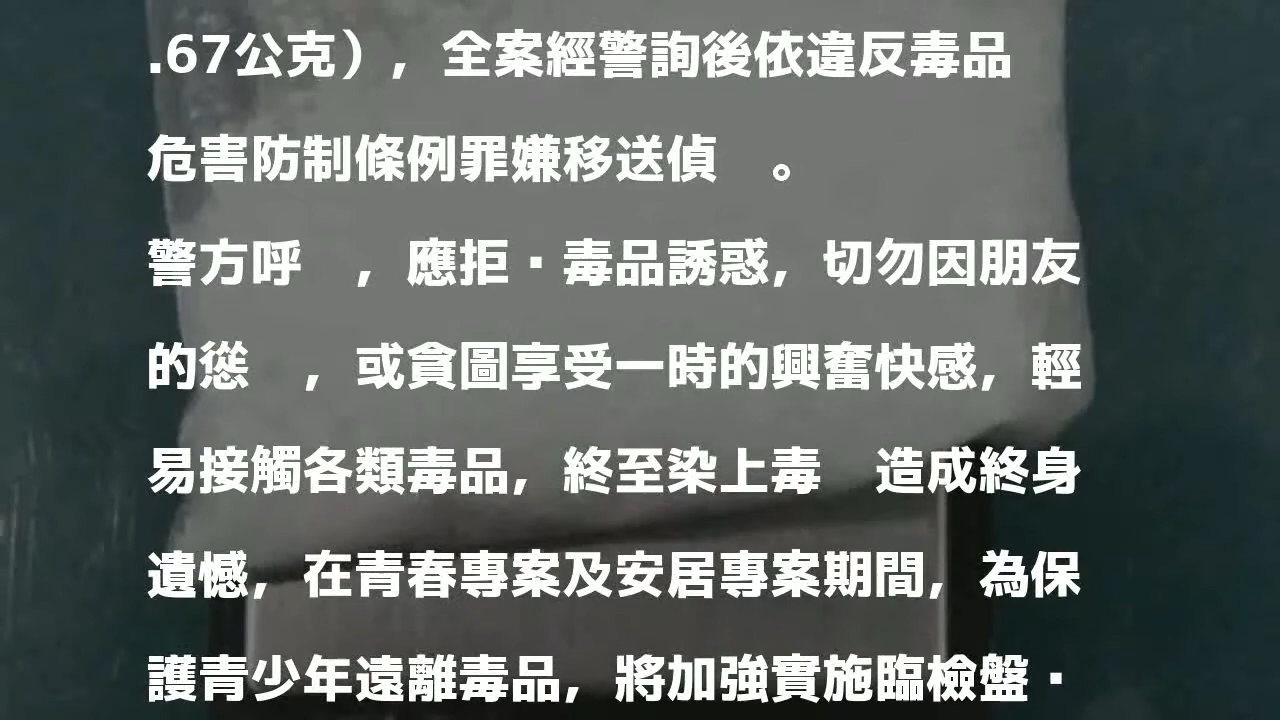 .67公克），全案經警詢後依違反毒品
危害防制條例罪嫌移送偵　。
警方呼　，應拒▪毒品誘惑，切勿因朋友
的慫　，或貪圖享受一時的興奮快感，輕
易接觸各類毒品，終至染上毒　造成終身
遺憾，在青春專案及安居專案期間，為保
護青少年遠離毒品，將加強實施臨檢盤▪